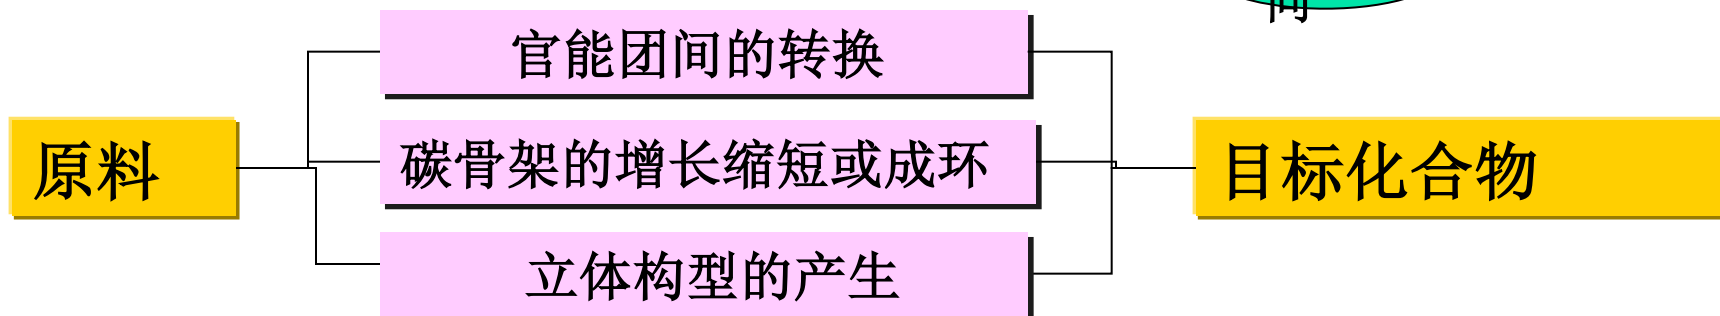 官能团间的转换
原料
碳骨架的增长缩短或成环
目标化合物
立体构型的产生